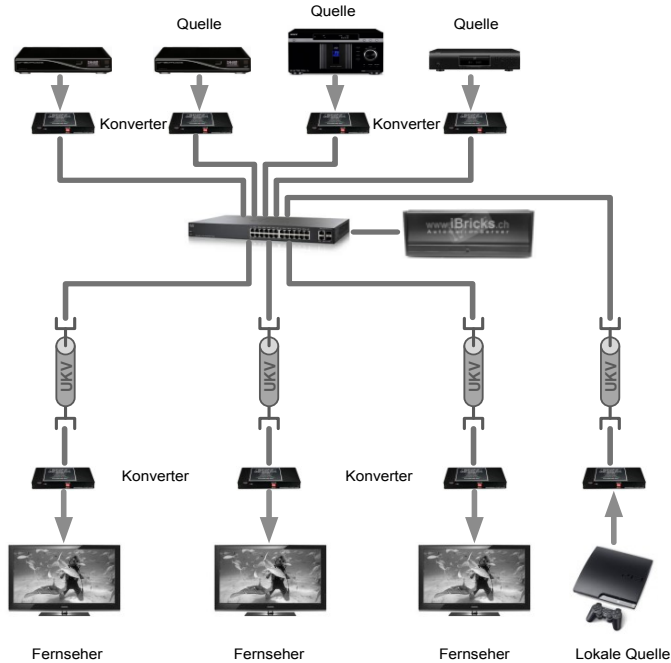 Quelle
Quelle
Quelle
Konverter
Konverter
www.iBricks.ch
AutomationServer
UKV
UKV
UKV
UKV
Konverter
Konverter
Fernseher
Fernseher
Fernseher
Lokale Quelle